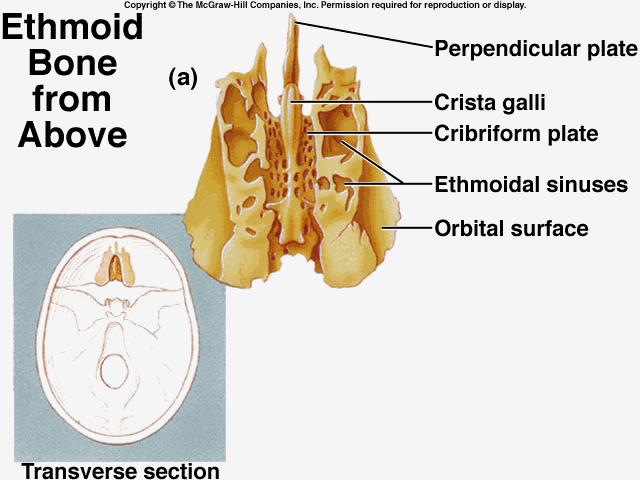 Copyright © The McGraw-Hill Companies, Inc. Permission required for reproduction or display.
Ethmoid
Bone
from
Above
(a)
Perpendicular plate
Crista galli
Cribriform plate
Ethmoidal sinuses
Orbital surface
Transverse section